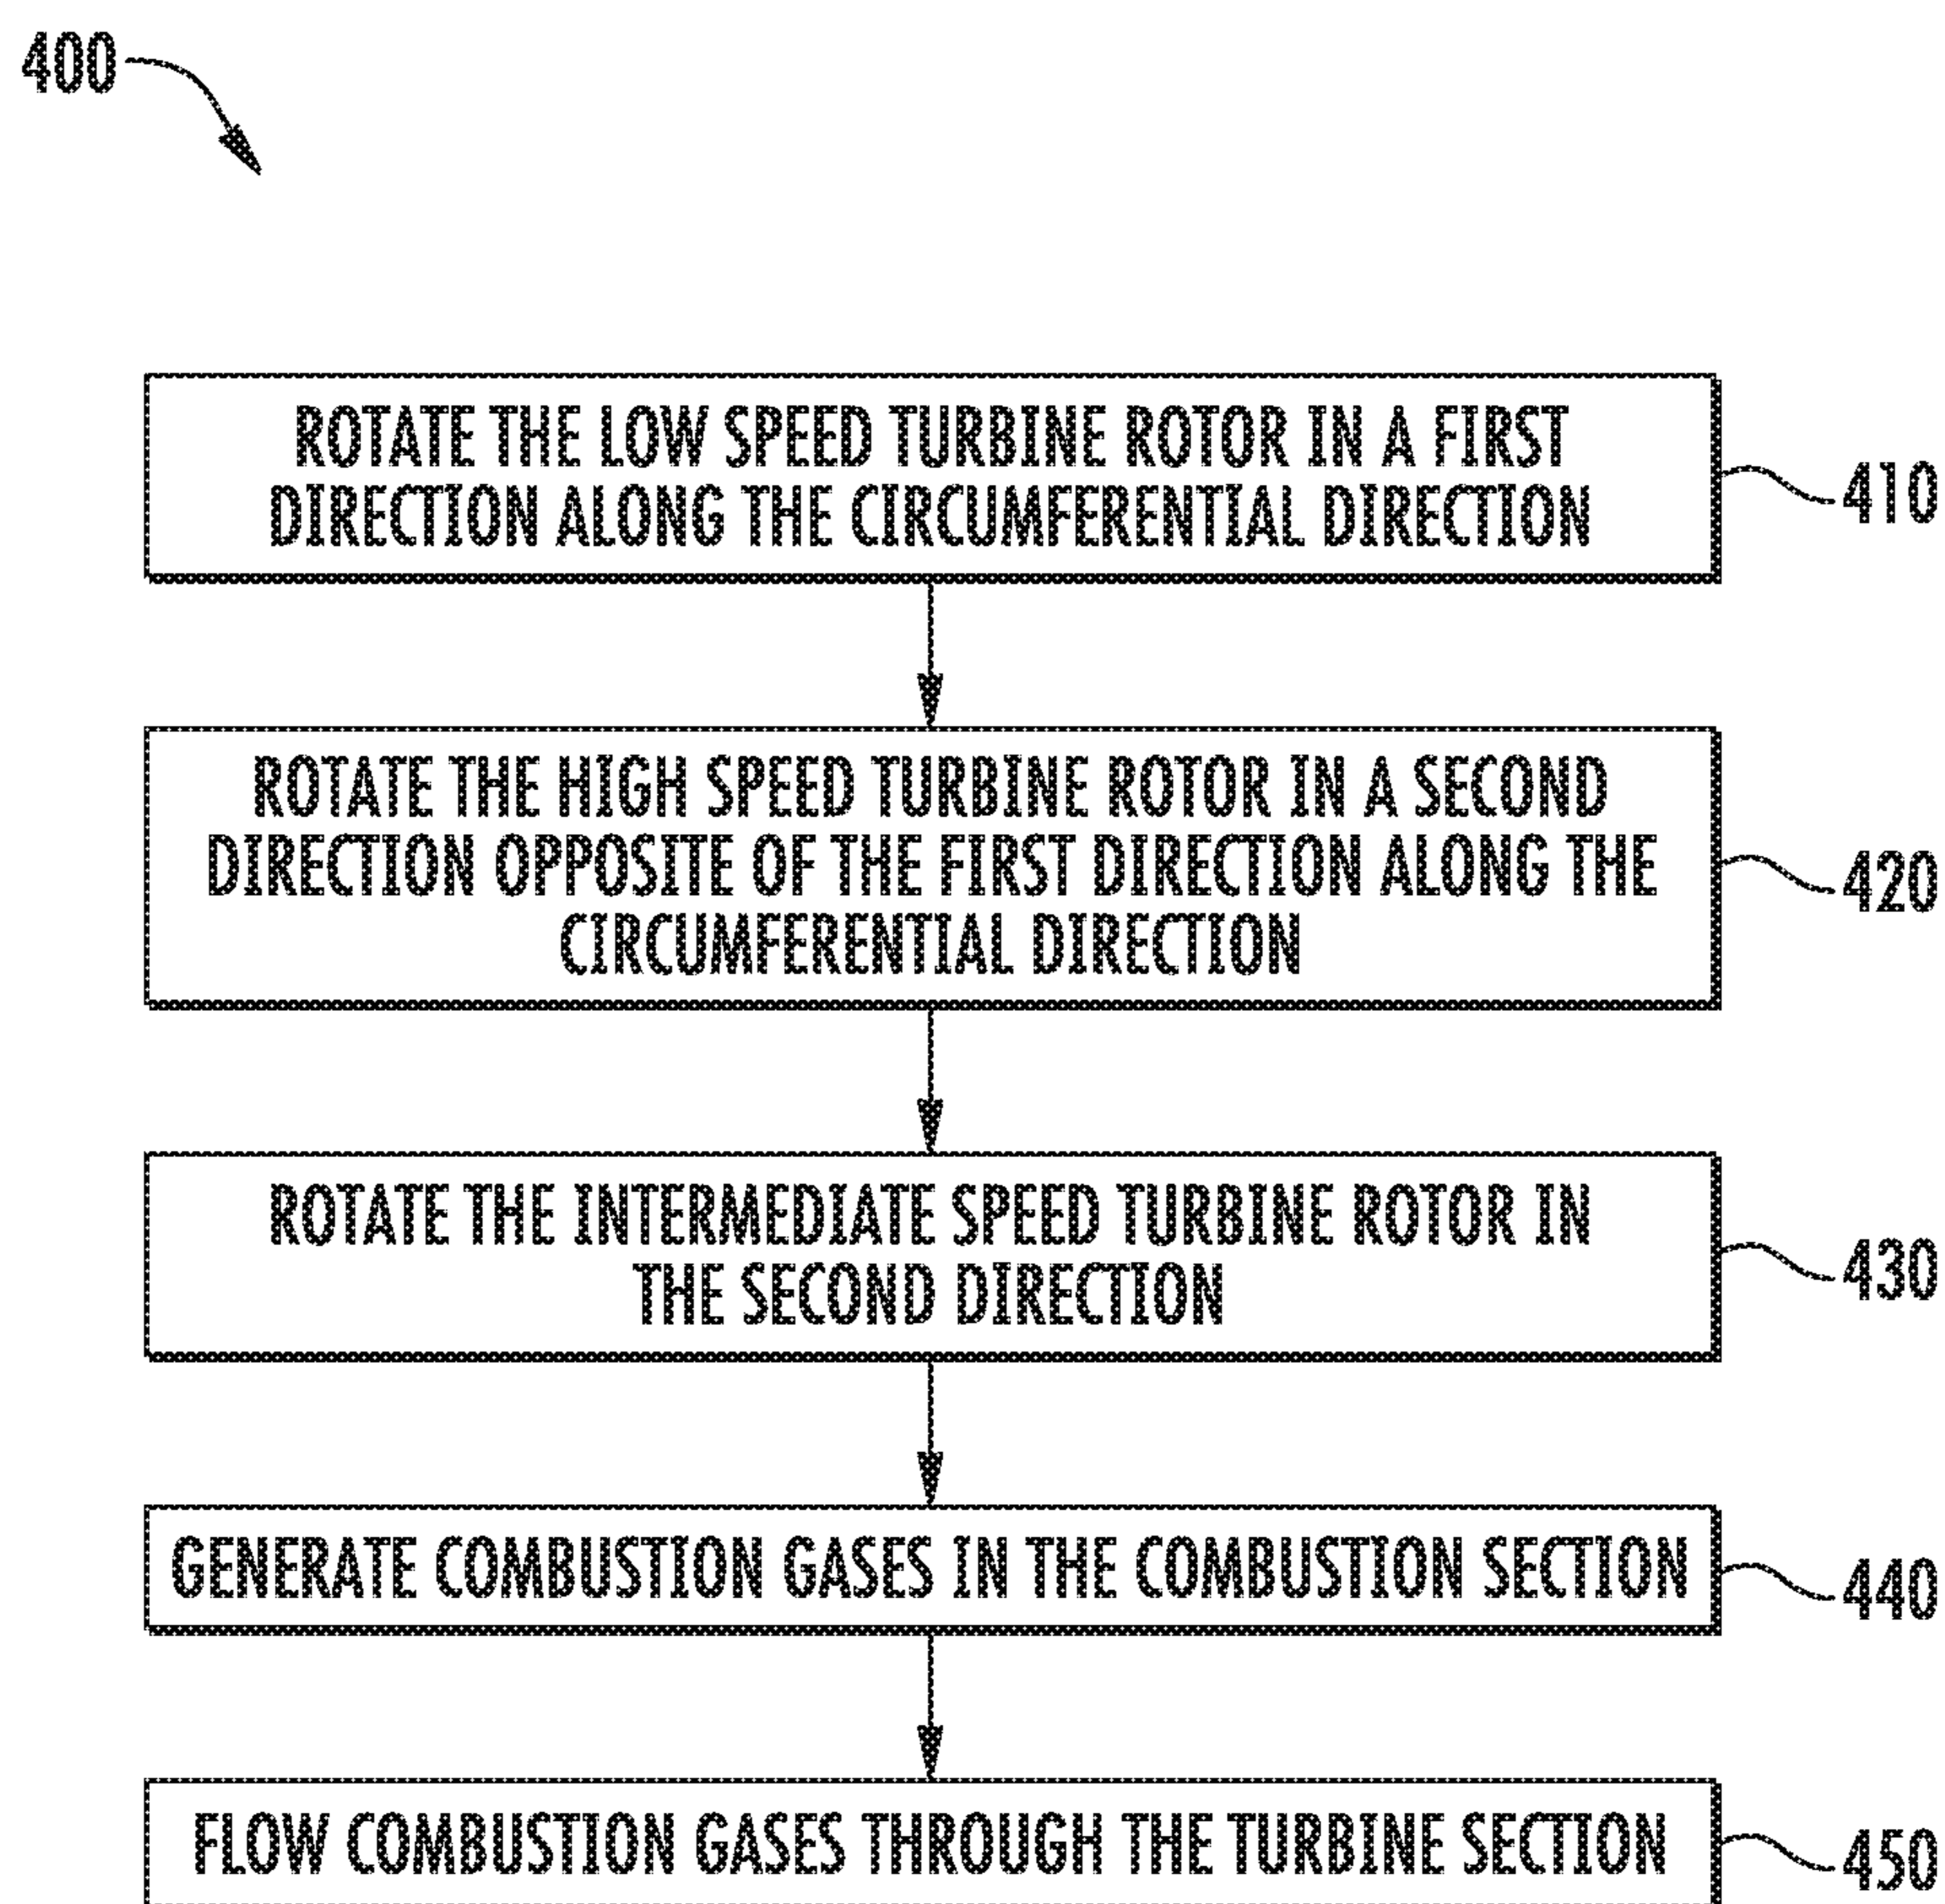 400
ROTATE THE LOW SPEED TURBINE ROTOR IN A FIRST
DIRECTION ALONG THE CIRCUMFERENTIAL DIRECTION
410
ROTATE THE HIGH SPEED TURBINE ROTOR IN A SECOND
DIRECTION OPPOSITE OF THE FIRST DIRECTION ALONG THE
CIRCUMFERENTIAL DIRECTION
420
ROTATE THE INTERMEDIATE SPEED TURBINE ROTOR IN
THE SECOND DIRECTION
430
GENERATE COMBUSTION GASES IN THE COMBUSTION SECTION
440
FLOW COMBUSTION GASES THROUGH THE TURBINE SECTION
450